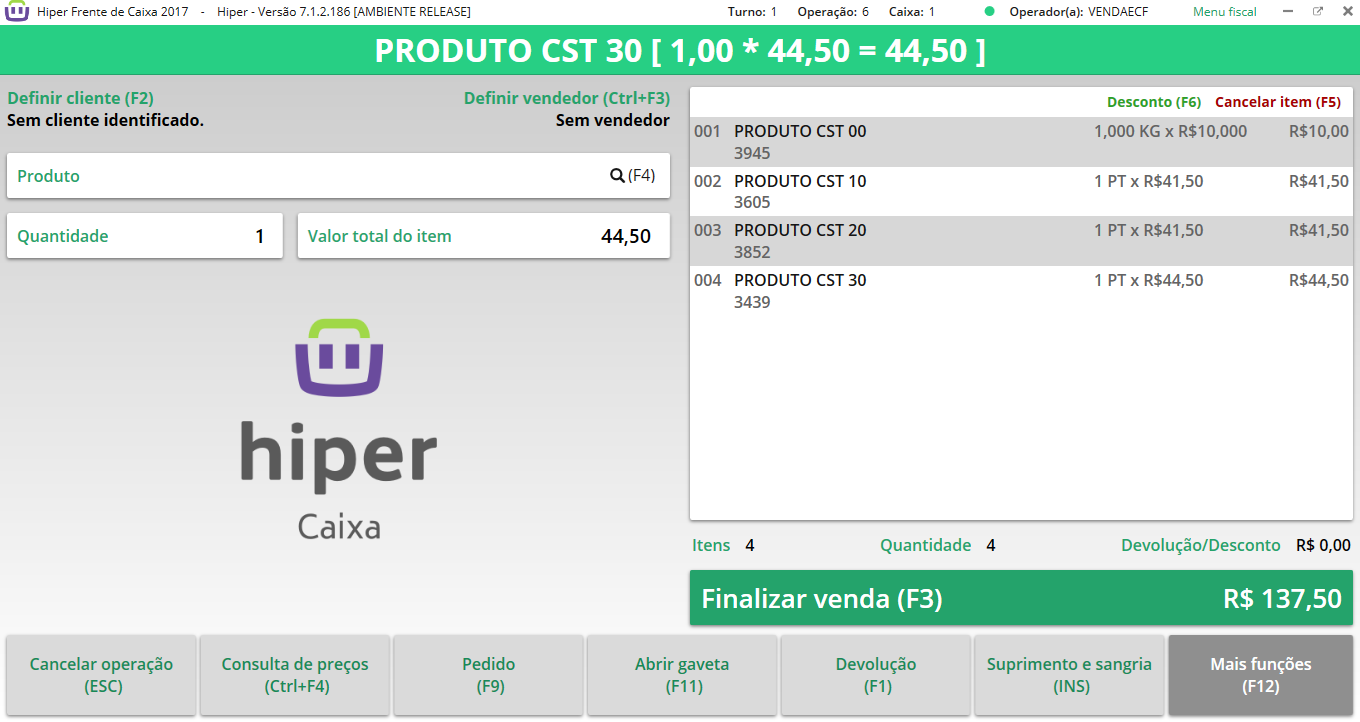 Hiper Frente de Caixa 2017 - Hiper - Versão 7.1.2.186 [AMBIENTE RELEASE] Turno: 1 Operação: 6 Caixa: 1 Operador(a): VENDAECF Menu fiscal
PRODUTO CST 30 [ 1,00 * 44,50 = 44,50 ]
Definir cliente (F2) Definir vendedor (Ctrl+F3)
Sem cliente identificado. Sem vendedor
Produto (F4)
Quantidade 1 Valor total do item 44,50
hiper
Caixa
Desconto (F6) Cancelar item (F5)
001 PRODUTO CST 00 1,000 KG x R$10,000 R$10,00
3945
002 PRODUTO CST 10 1 PT x R$41,50 R$41,50
3605
003 PRODUTO CST 20 1 PT x R$41,50 R$41,50
3852
004 PRODUTO CST 30 1 PT x R$44,50 R$44,50
3439
Itens 4 Quantidade 4 Devolução/Desconto R$ 0,00
Finalizar venda (F3) R$ 137,50
Cancelar operação
(ESC)
Consulta de preços
(Ctrl+F4)
Pedido
(F9)
Abrir gaveta
(F11)
Devolução
(F1)
Suprimento e sangria
(INS)
Mais funções
(F12)